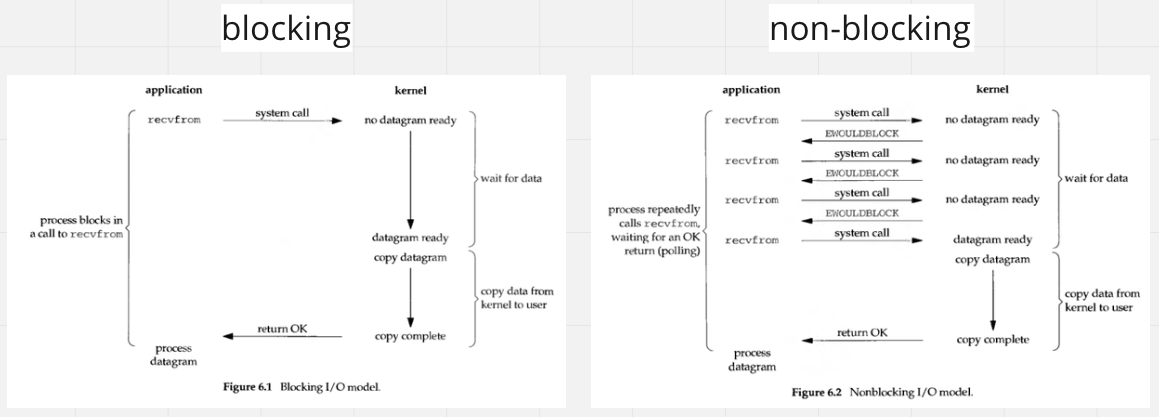 blocking
application
kernel
recvfrom
system call
no datagram ready
wait for data
process blocks in
a call to recvfrom
datagram ready
copy datagram
copy data from
kernel to user
return OK
copy complete
process
datagram
Figure 6.1 Blocking I/O model.
non-blocking
application
kernel
recvfrom
system call
no datagram ready
EWOULDBLOCK
recvfrom
system call
no datagram ready
EWOULDBLOCK
wait for data
recvfrom
system call
no datagram ready
EWOULDBLOCK
process repeatedly
calls recvfrom,
waiting for an OK
return (polling)
recvfrom
system call
datagram ready
copy datagram
copy data from
kernel to user
return OK
copy complete
process
datagram
Figure 6.2 Nonblocking I/O model.